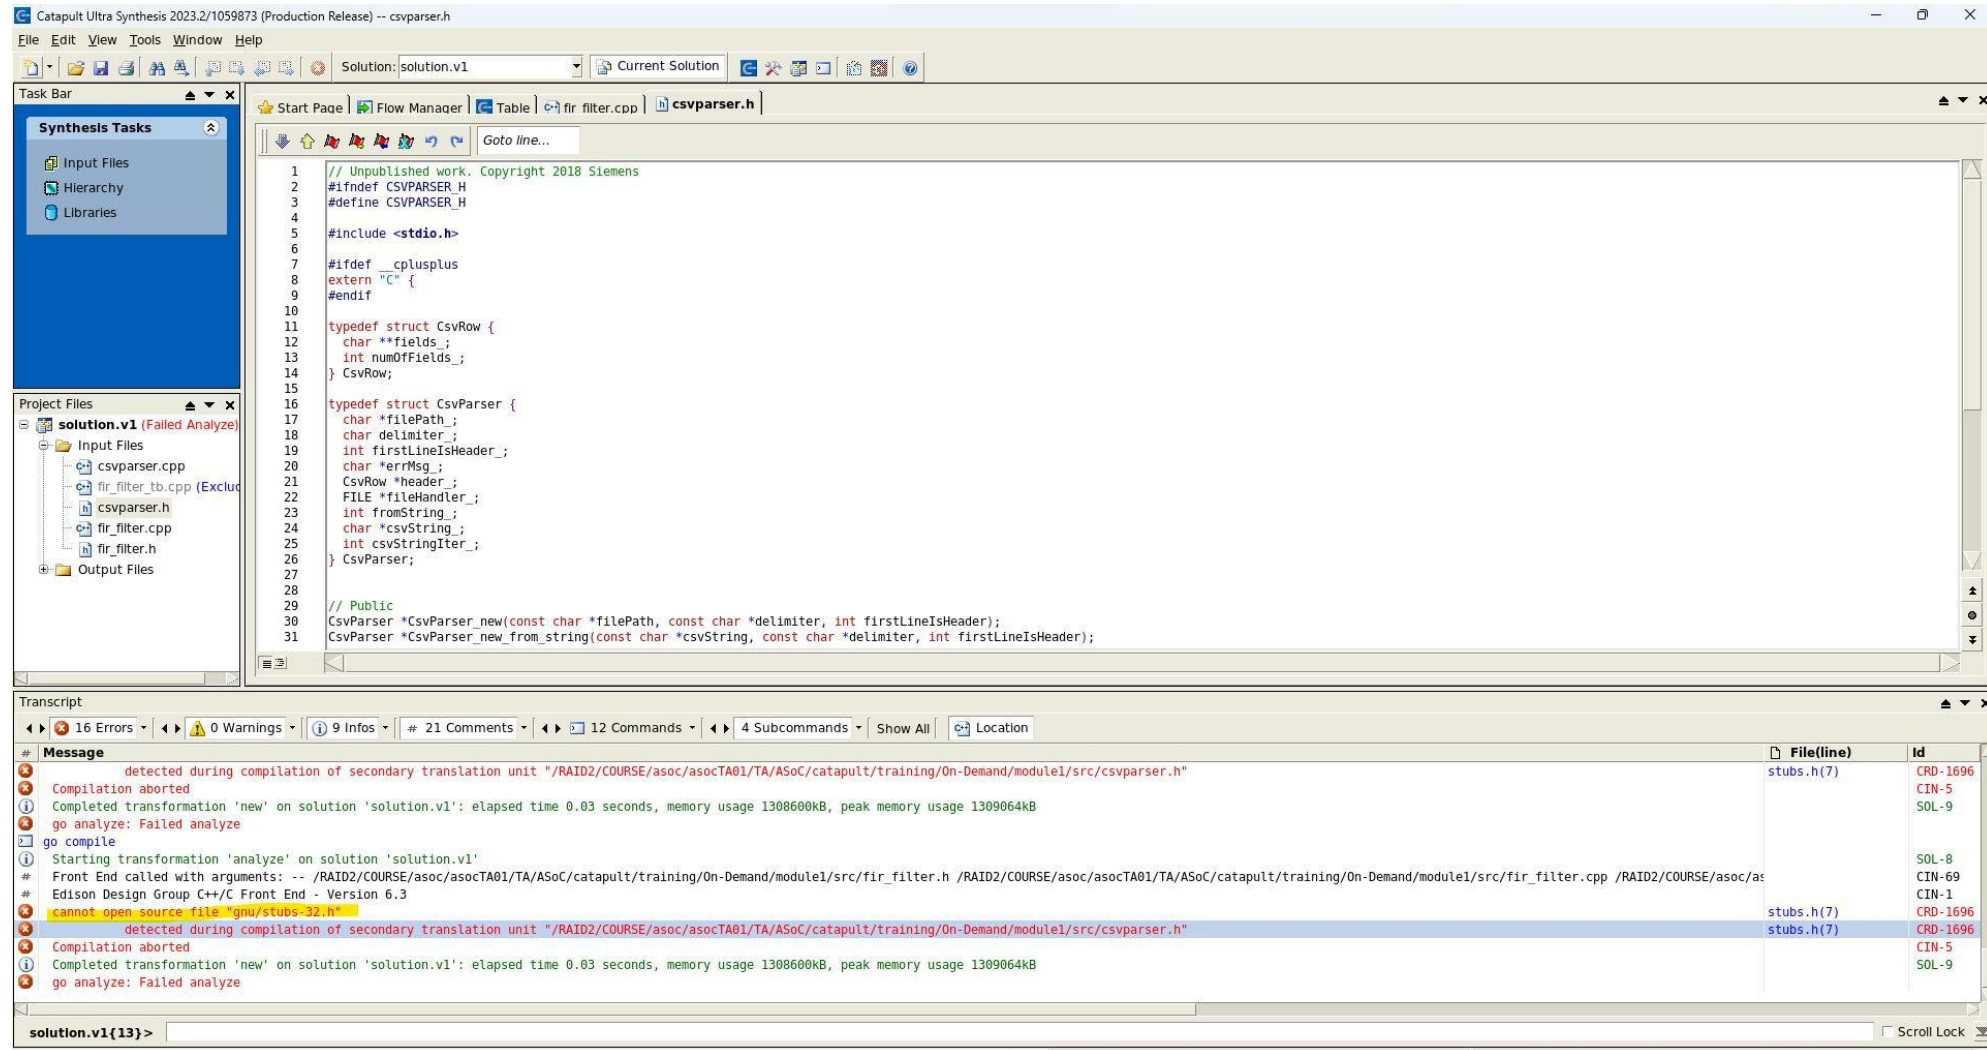 Catapult Ultra Synthesis 2023.2/1059873 (Production Release) -- csvparser.h
File Edit View Tools Window Help
Solution: solution.v1 Current Solution
Task Bar
Synthesis Tasks
Input Files
Hierarchy
Libraries
Project Files
solution.v1 (Failed Analyze)
Input Files
csvparser.cpp
fir_filter_tb.cpp (Exclud
csvparser.h
fir_filter.cpp
fir_filter.h
Output Files
Start Page Flow Manager Table fir_filter.cpp csvparser.h
Goto line...
1 // Unpublished work. Copyright 2018 Siemens
2 #ifndef CSVPARSER_H
3 #define CSVPARSER_H
4
5 #include <stdio.h>
6
7 #ifdef __cplusplus
8 extern "C" {
9 #endif
10
11 typedef struct CsvRow {
12 char **fields_;
13 int numOfFields_;
14 } CsvRow;
15
16 typedef struct CsvParser {
17 char *filePath_;
18 char delimiter_;
19 int firstLineIsHeader_;
20 char *errMsg_;
21 CsvRow *header_;
22 FILE *fileHandler_;
23 int fromString_;
24 char *csvString_;
25 int csvStringIter_;
26 } CsvParser;
27
28
29 // Public
30 CsvParser *CsvParser_new(const char *filePath, const char *delimiter, int firstLineIsHeader);
31 CsvParser *CsvParser_new_from_string(const char *csvString, const char *delimiter, int firstLineIsHeader);
Transcript
16 Errors 0 Warnings 9 Infos # 21 Comments 12 Commands 4 Subcommands Show All Location
# Message File(line) Id
detected during compilation of secondary translation unit "/RAID2/COURSE/asoc/asocTA01/TA/ASoC/catapult/training/On-Demand/module1/src/csvparser.h" stubs.h(7) CRD-1696
Compilation aborted CIN-5
Completed transformation 'new' on solution 'solution.v1': elapsed time 0.03 seconds, memory usage 1308600kB, peak memory usage 1309064kB SOL-9
go analyze: Failed analyze
go compile
Starting transformation 'analyze' on solution 'solution.v1' SOL-8
# Front End called with arguments: -- /RAID2/COURSE/asoc/asocTA01/TA/ASoC/catapult/training/On-Demand/module1/src/fir_filter.h /RAID2/COURSE/asoc/asocTA01/TA/ASoC/catapult/training/On-Demand/module1/src/fir_filter.cpp /RAID2/COURSE/asoc/as CIN-69
# Edison Design Group C++/C Front End - Version 6.3 CIN-1
cannot open source file "gnu/stubs-32.h" stubs.h(7) CRD-1696
detected during compilation of secondary translation unit "/RAID2/COURSE/asoc/asocTA01/TA/ASoC/catapult/training/On-Demand/module1/src/csvparser.h" stubs.h(7) CRD-1696
Compilation aborted CIN-5
Completed transformation 'new' on solution 'solution.v1': elapsed time 0.03 seconds, memory usage 1308600kB, peak memory usage 1309064kB SOL-9
go analyze: Failed analyze
solution.v1{13}> Scroll Lock